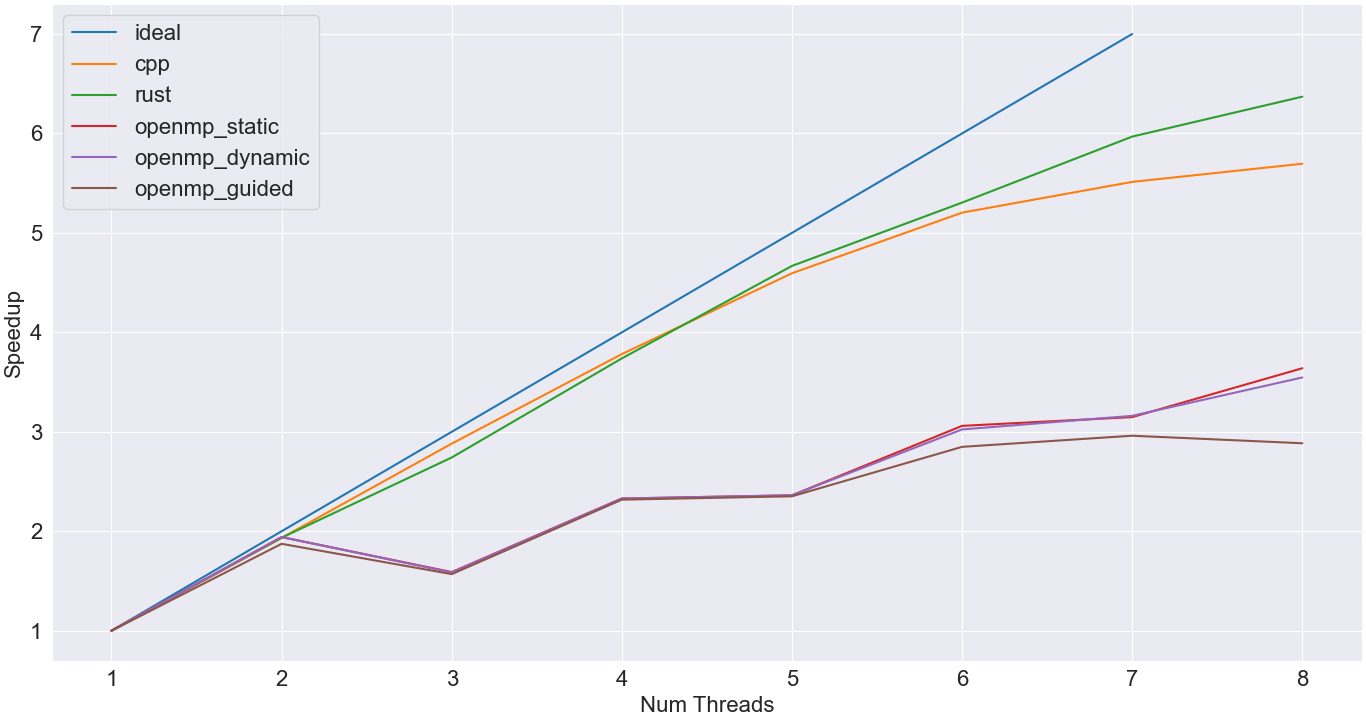 ideal
cpp
rust
openmp_static
openmp_dynamic
openmp_guided
Speedup
7
6
5
4
3
2
1
1 2 3 4 5 6 7 8
Num Threads